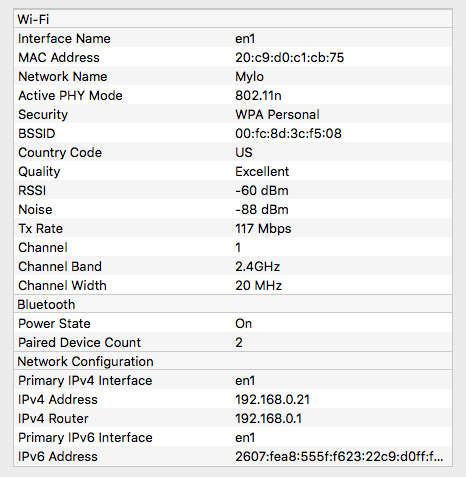 Wi-Fi
Interface Name en1
MAC Address 20:c9:d0:c1:cb:75
Network Name Mylo
Active PHY Mode 802.11n
Security WPA Personal
BSSID 00:fc:8d:3c:f5:08
Country Code US
Quality Excellent
RSSI -60 dBm
Noise -88 dBm
Tx Rate 117 Mbps
Channel 1
Channel Band 2.4GHz
Channel Width 20 MHz
Bluetooth
Power State On
Paired Device Count 2
Network Configuration
Primary IPv4 Interface en1
IPv4 Address 192.168.0.21
IPv4 Router 192.168.0.1
Primary IPv6 Interface en1
IPv6 Address 2607:fea8:555f:f623:22c9:d0ff:f...